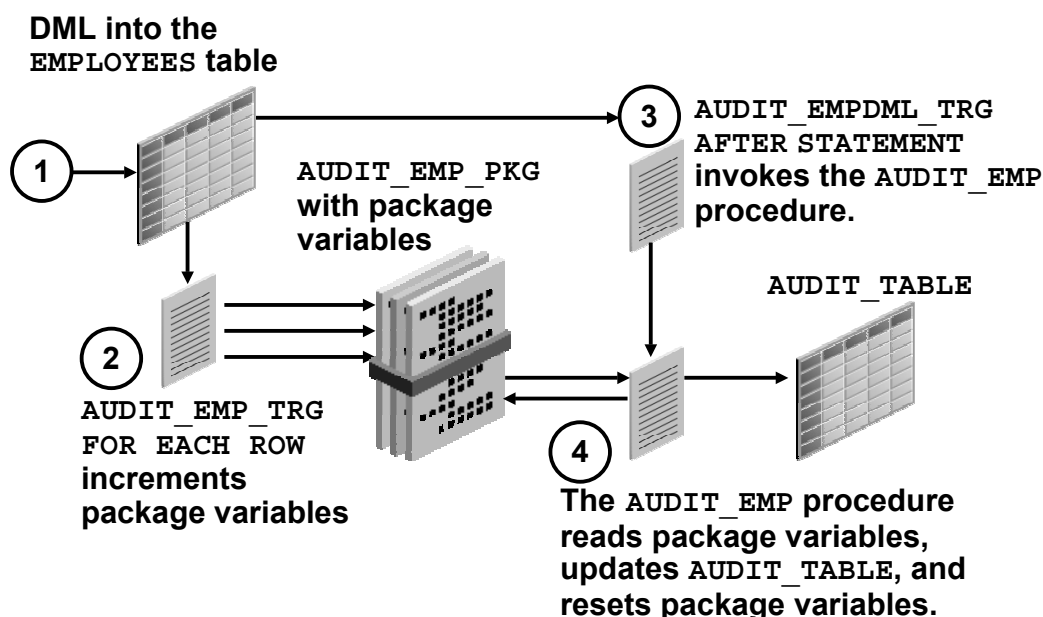 DML into the
EMPLOYEES table
1
3
AUDIT_EMPDML_TRG
AFTER STATEMENT
invokes the AUDIT_EMP
procedure.
AUDIT_EMP_PKG
with package
variables
2
AUDIT_EMP_TRG
FOR EACH ROW
increments
package variables
AUDIT_TABLE
4
The AUDIT_EMP procedure
reads package variables,
updates AUDIT_TABLE, and
resets package variables.